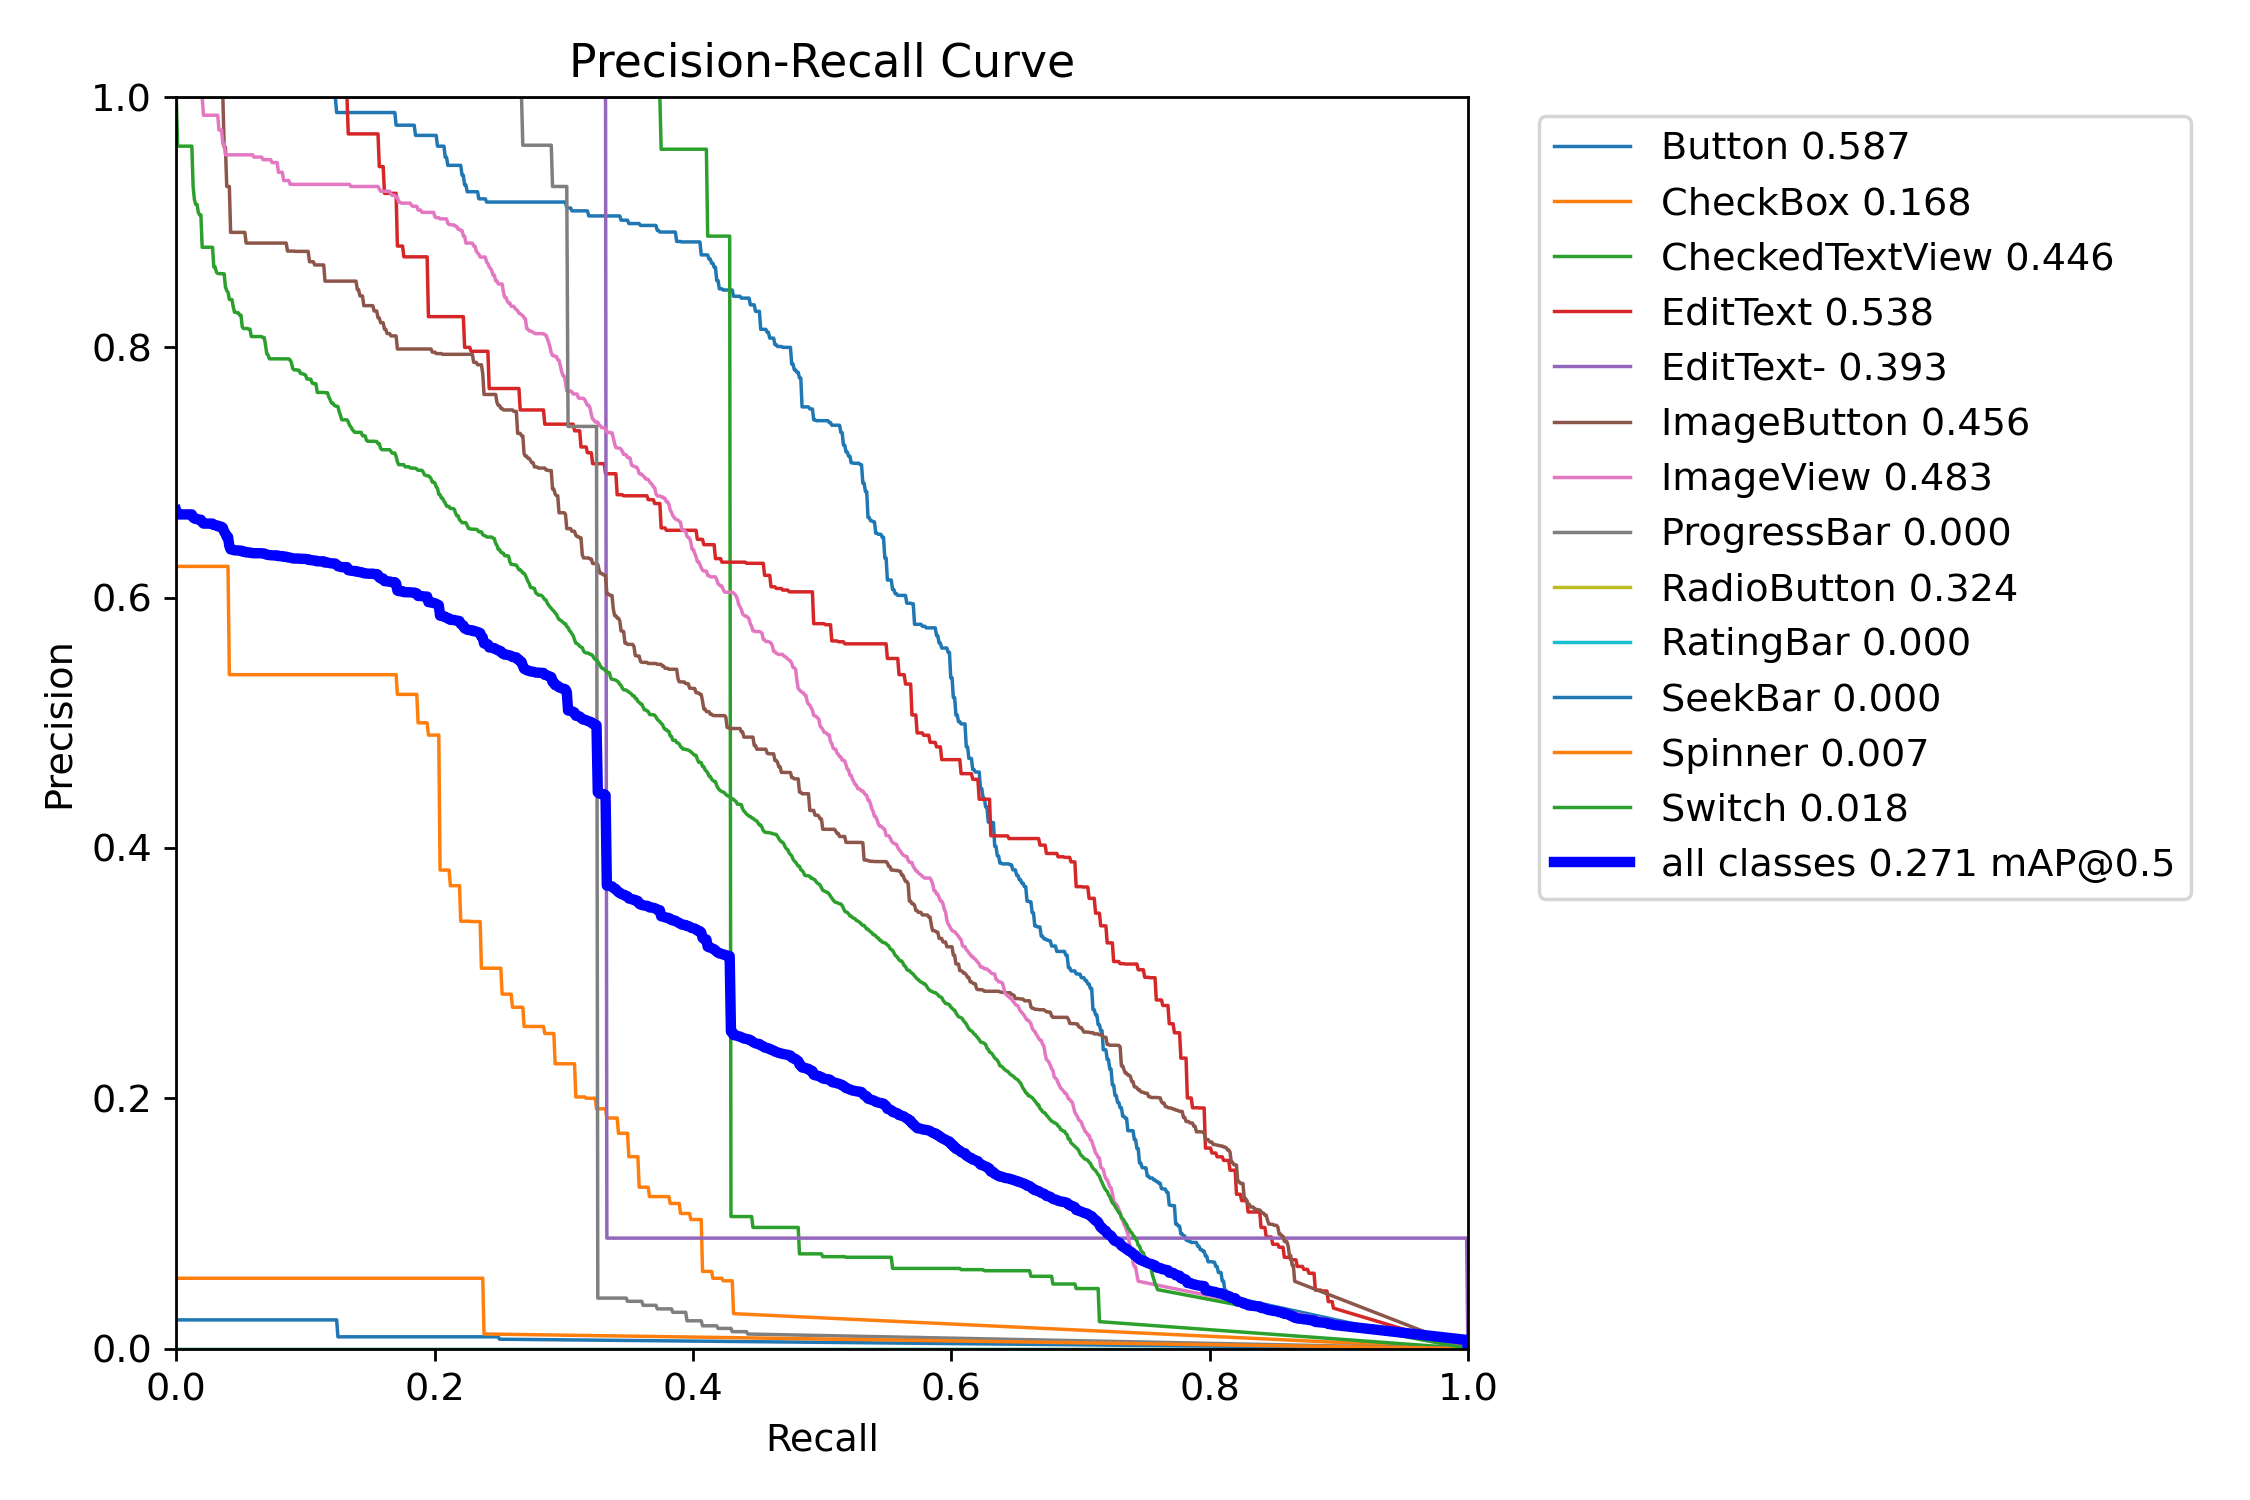 Precision-Recall Curve
1.0
0.8
0.6
0.4
0.2
0.0
Precision
0.0 0.2 0.4 0.6 0.8 1.0
Recall
Button 0.587
CheckBox 0.168
CheckedTextView 0.446
EditText 0.538
EditText- 0.393
ImageButton 0.456
ImageView 0.483
ProgressBar 0.000
RadioButton 0.324
RatingBar 0.000
SeekBar 0.000
Spinner 0.007
Switch 0.018
all classes 0.271 mAP@0.5